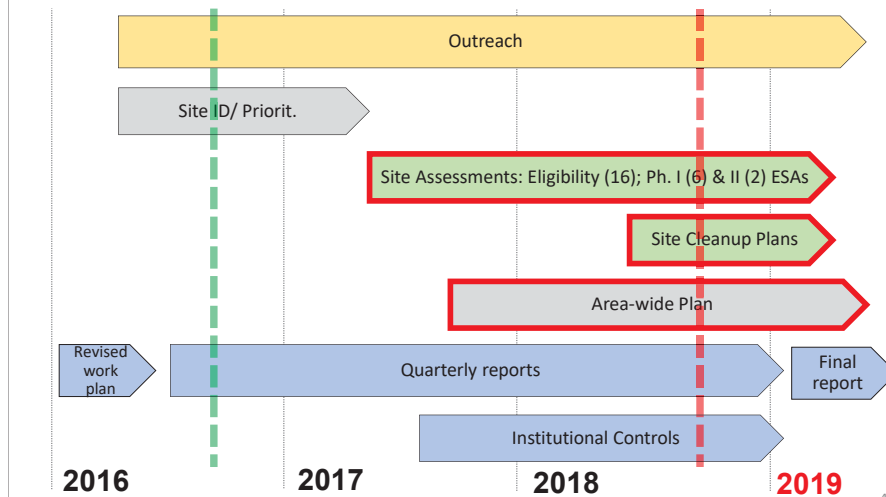 Outreach
Site ID/ Priorit.
Site Assessments: Eligibility (16); Ph. I (6) & II (2) ESAs
Site Cleanup Plans
Area-wide Plan
Revised
work
plan
Quarterly reports
Final
report
Institutional Controls
2016
2017
2018
2019